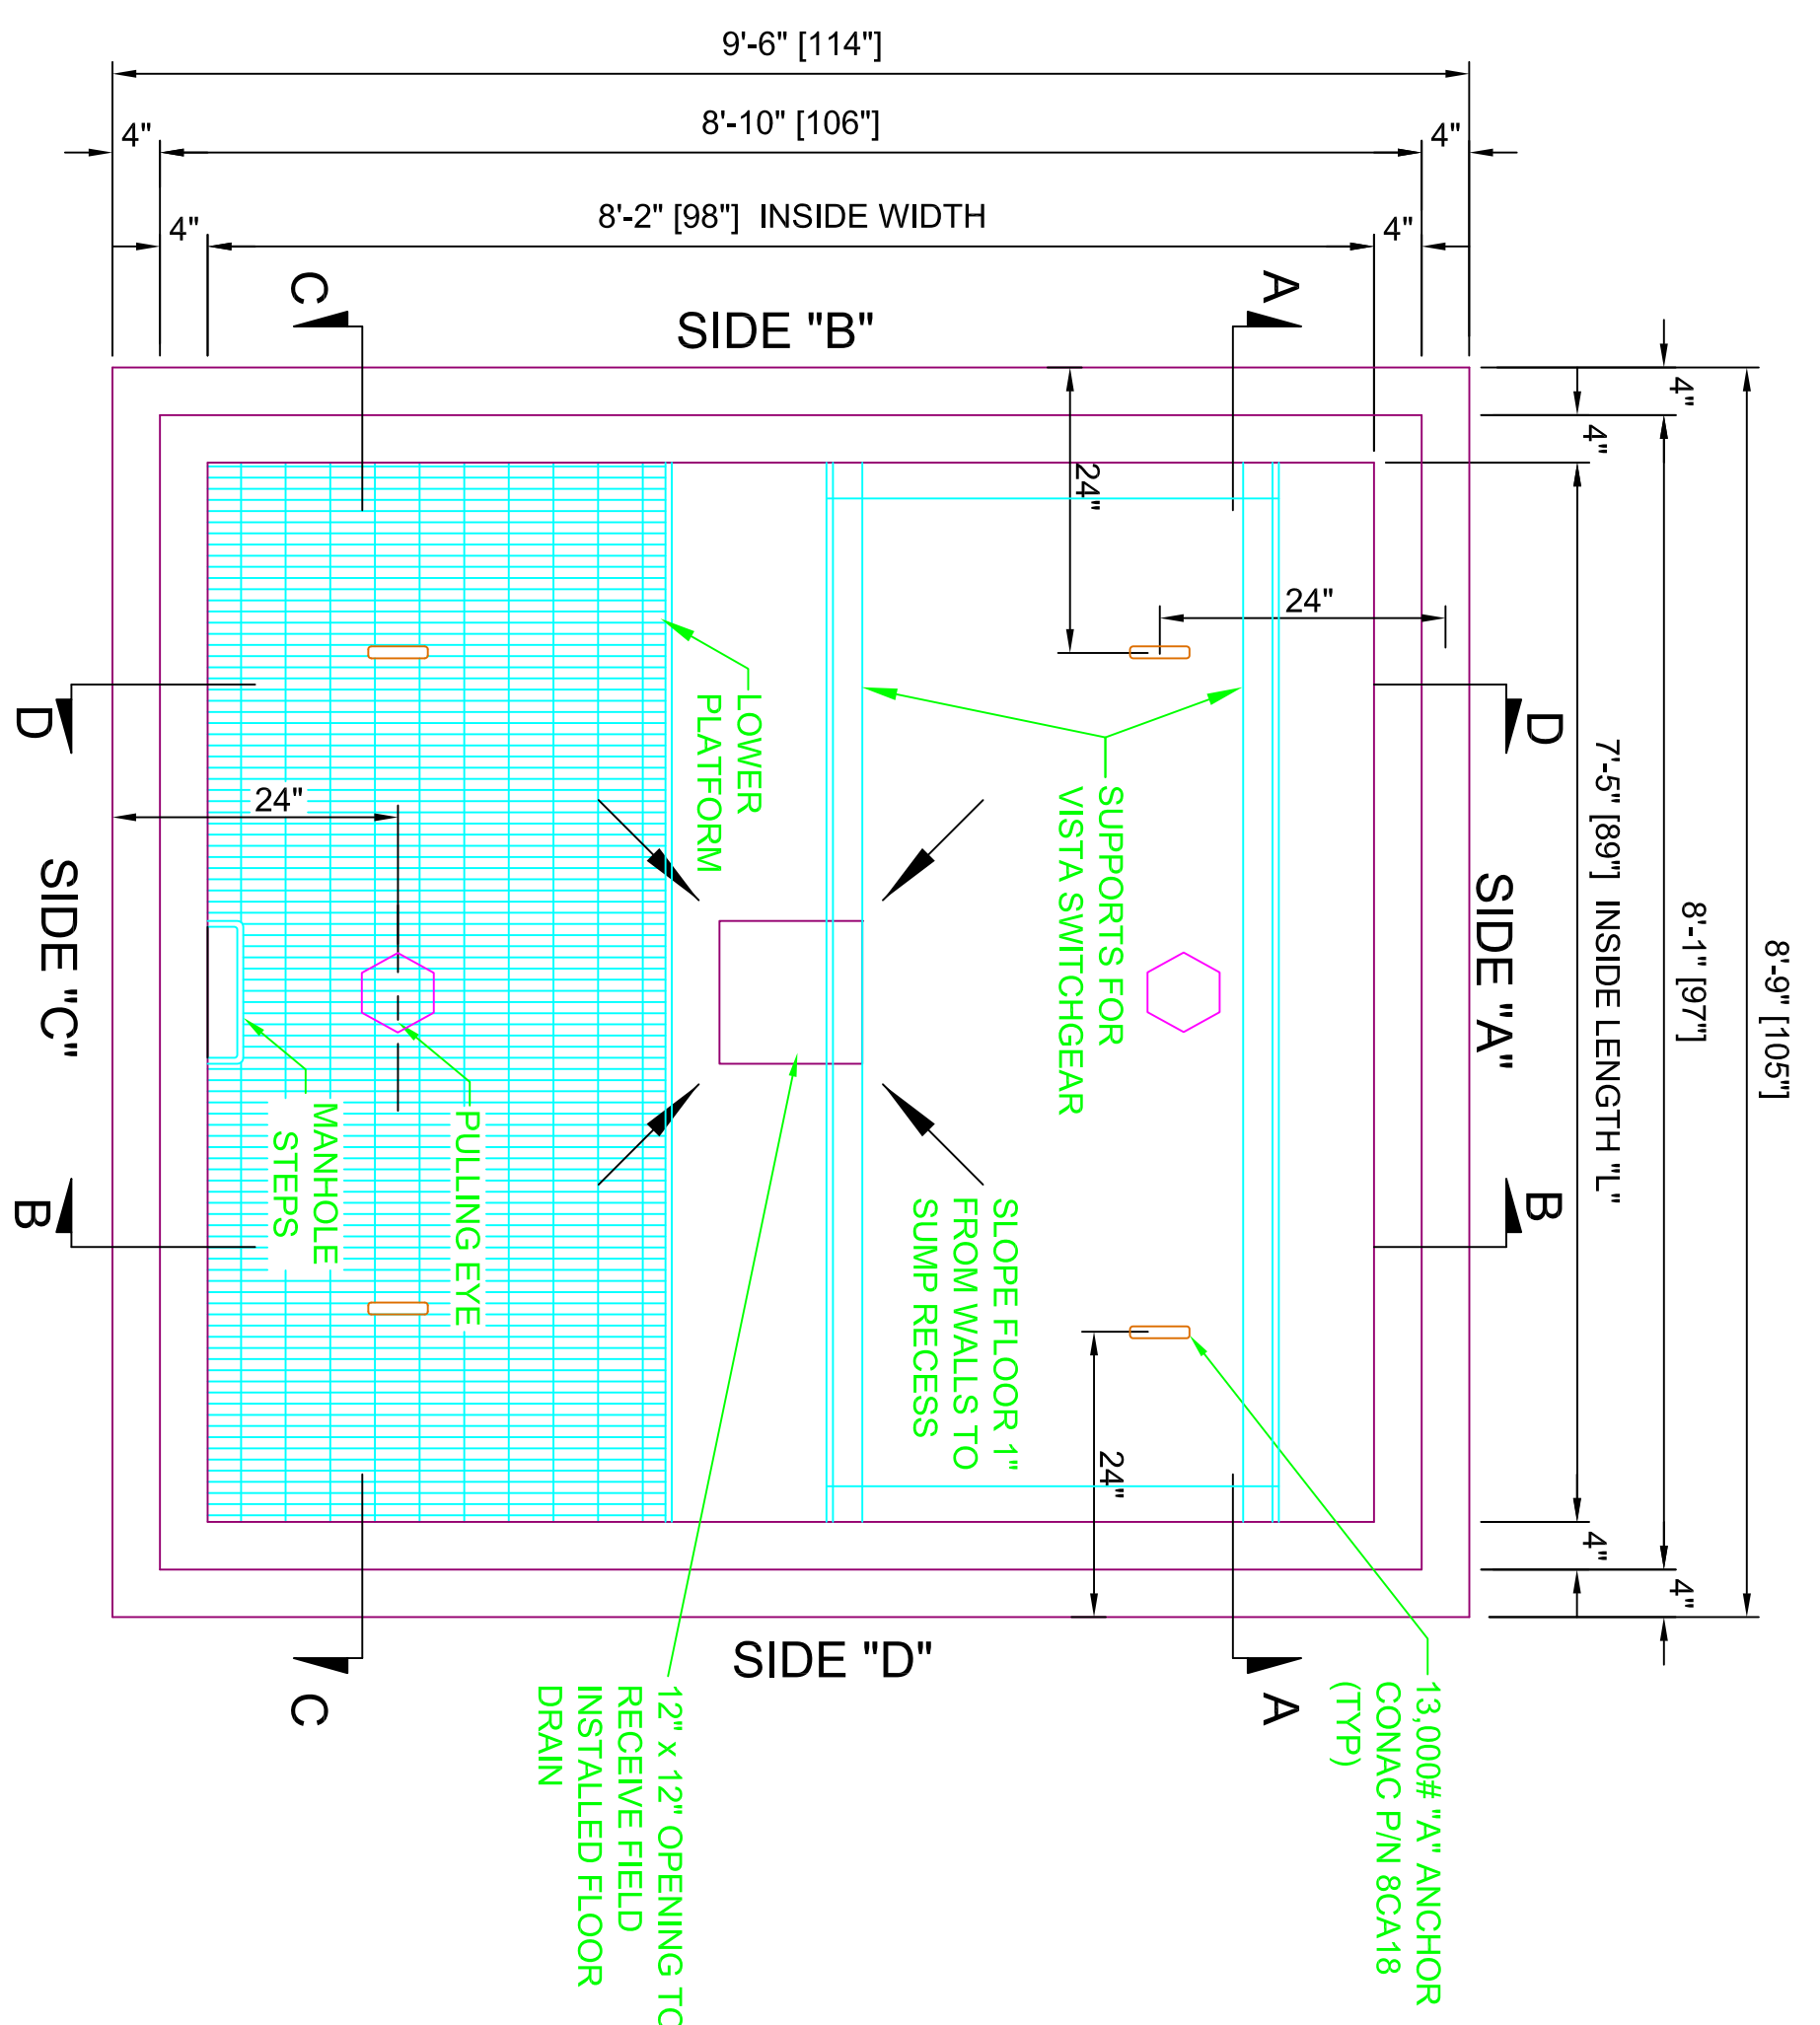 9'-6" [114"]
8'-10" [106"]
4"
4"
8'-2" [98"] INSIDE WIDTH
4"
4"
C
A
SIDE "B"
4"
4"
24"
24"
D
D
LOWER
PLATFORM
24"
SUPPORTS FOR
VISTA SWITCHGEAR
SIDE "C"
SIDE "A"
7'-5" [89"] INSIDE LENGTH "L"
8'-1" [97"]
8'-9" [105"]
MANHOLE
STEPS
PULLING EYE
B
B
SLOPE FLOOR 1"
FROM WALLS TO
SUMP RECESS
24"
4"
4"
SIDE "D"
C
A
12" x 12" OPENING TO
RECEIVE FIELD
INSTALLED FLOOR
DRAIN
13,000# "A" ANCHOR
CONAC P/N 8CA18
(TYP)